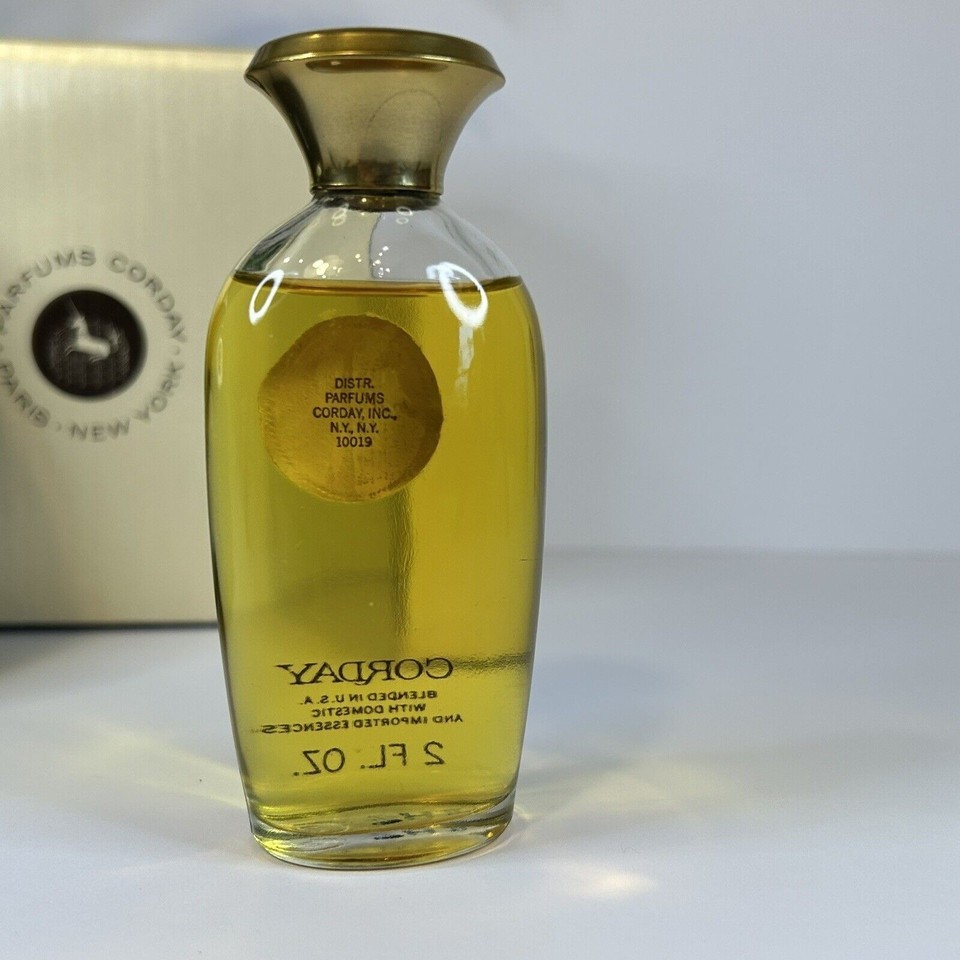 PARFUMS CORDAY
PARIS · NEW YORK ·
DISTR.
PARFUMS
CORDAY, INC.,
N.Y., N.Y.
10019
CORDAY
BLENDED IN U.S.A.
WITH DOMESTIC
AND IMPORTED ESSENCES
2 FL. OZ.